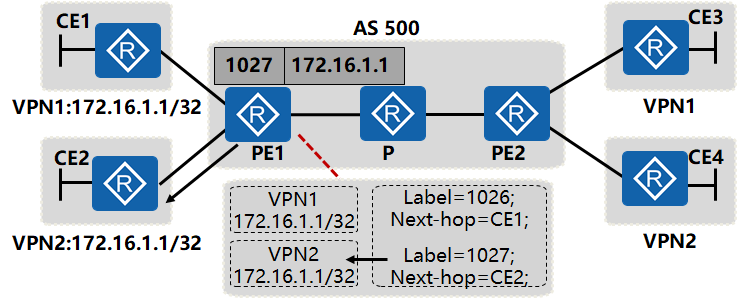 AS 500
CE1
R
VPN1:172.16.1.1/32
CE2
R
VPN2:172.16.1.1/32
1027 172.16.1.1
R
PE1
R
P
R
PE2
CE3
R
VPN1
CE4
R
VPN2
VPN1
172.16.1.1/32
Label=1026;
Next-hop=CE1;
VPN2
172.16.1.1/32
Label=1027;
Next-hop=CE2;